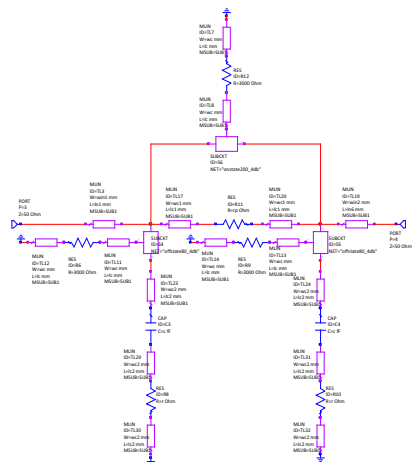 MLIN
ID=TL7
W=wc mm
L=lc mm
MSUB=SUB1
RES
ID=R12
R=3000 Ohm
MLIN
ID=TL8
W=wc mm
L=lc mm
MSUB=SUB1
SUBCKT
ID=S6
NET="onstate200_4db"
MLIN
ID=TL3
W=win1 mm
L=lin1 mm
MSUB=SUB1
MLIN
ID=TL17
W=wc1 mm
L=lc1 mm
MSUB=SUB1
RES
ID=R11
R=rp Ohm
MLIN
ID=TL20
W=wc1 mm
L=lc1 mm
MSUB=SUB1
MLIN
ID=TL19
W=win2 mm
L=lin6 mm
MSUB=SUB1
PORT
P=3
Z=50 Ohm
PORT
P=4
Z=50 Ohm
MLIN
ID=TL12
W=wc mm
L=lc mm
MSUB=SUB1
RES
ID=R6
R=3000 Ohm
MLIN
ID=TL11
W=wc mm
L=lc mm
MSUB=SUB1
SUBCKT
ID=S4
NET="offstate80_4db"
MLIN
ID=TL14
W=wc mm
L=lc mm
MSUB=SUB1
RES
ID=R9
R=3000 Ohm
MLIN
ID=TL13
W=wc mm
L=lc mm
MSUB=SUB1
SUBCKT
ID=S5
NET="offstate80_4db"
MLIN
ID=TL23
W=wc2 mm
L=lc2 mm
MSUB=SUB1
MLIN
ID=TL24
W=wc2 mm
L=lc2 mm
MSUB=SUB1
CAP
ID=C3
C=c fF
CAP
ID=C4
C=c fF
MLIN
ID=TL29
W=wc2 mm
L=lc2 mm
MSUB=SUB1
MLIN
ID=TL31
W=wc2 mm
L=lc2 mm
MSUB=SUB1
RES
ID=R8
R=r Ohm
RES
ID=R10
R=r Ohm
MLIN
ID=TL30
W=wc2 mm
L=lc2 mm
MSUB=SUB1
MLIN
ID=TL32
W=wc2 mm
L=lc2 mm
MSUB=SUB1